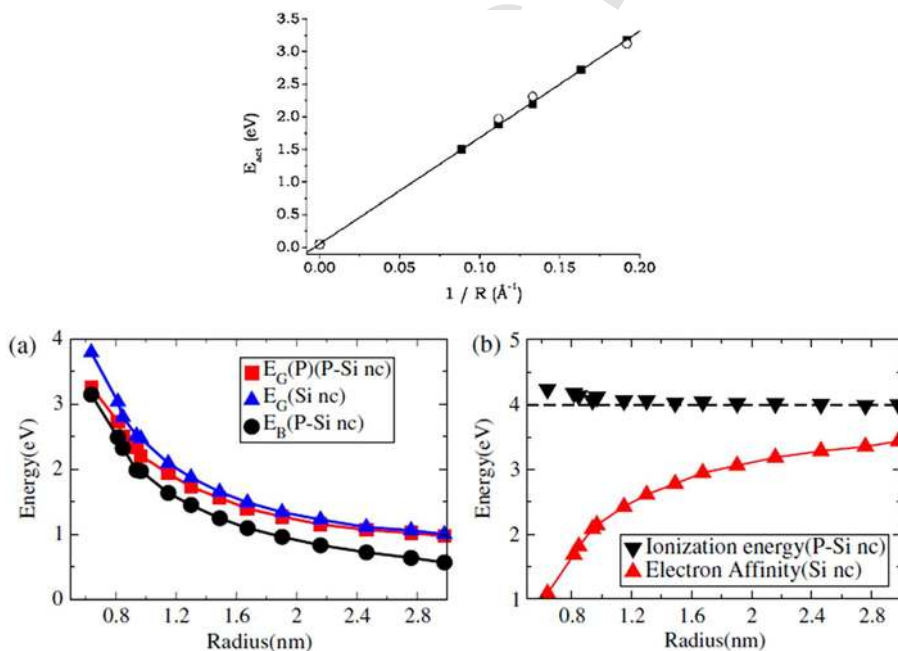 3.5
3.0
2.5
2.0
1.5
1.0
0.5
0.0
E_act (eV)
0.00 0.05 0.10 0.15 0.20
1 / R (Å⁻¹)
(a)
4
3
2
1
0
Energy(eV)
E_G(P)(P-Si nc)
E_G(Si nc)
E_B(P-Si nc)
0.8 1.2 1.6 2.0 2.4 2.8
Radius(nm)
(b)
5
4
3
2
1
Energy(eV)
Ionization energy(P-Si nc)
Electron Affinity(Si nc)
0.8 1.2 1.6 2.0 2.4 2.8
Radius(nm)